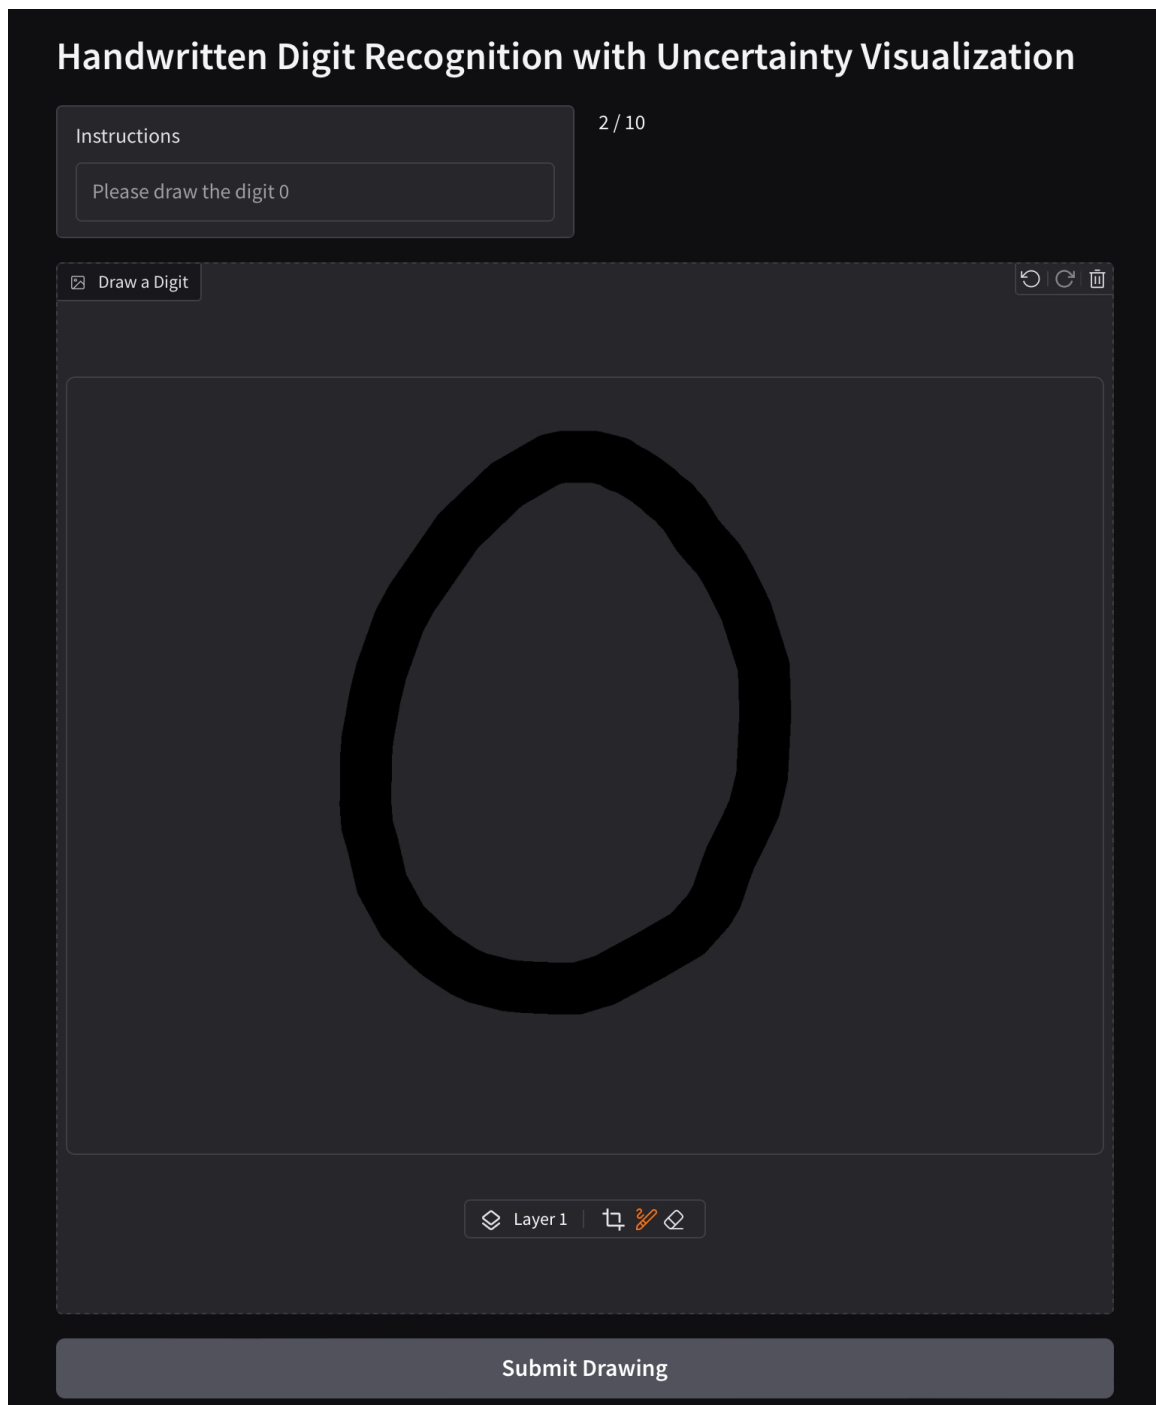 Handwritten Digit Recognition with Uncertainty Visualization
Instructions
2 / 10
Please draw the digit 0
Draw a Digit
0
Layer 1
Submit Drawing